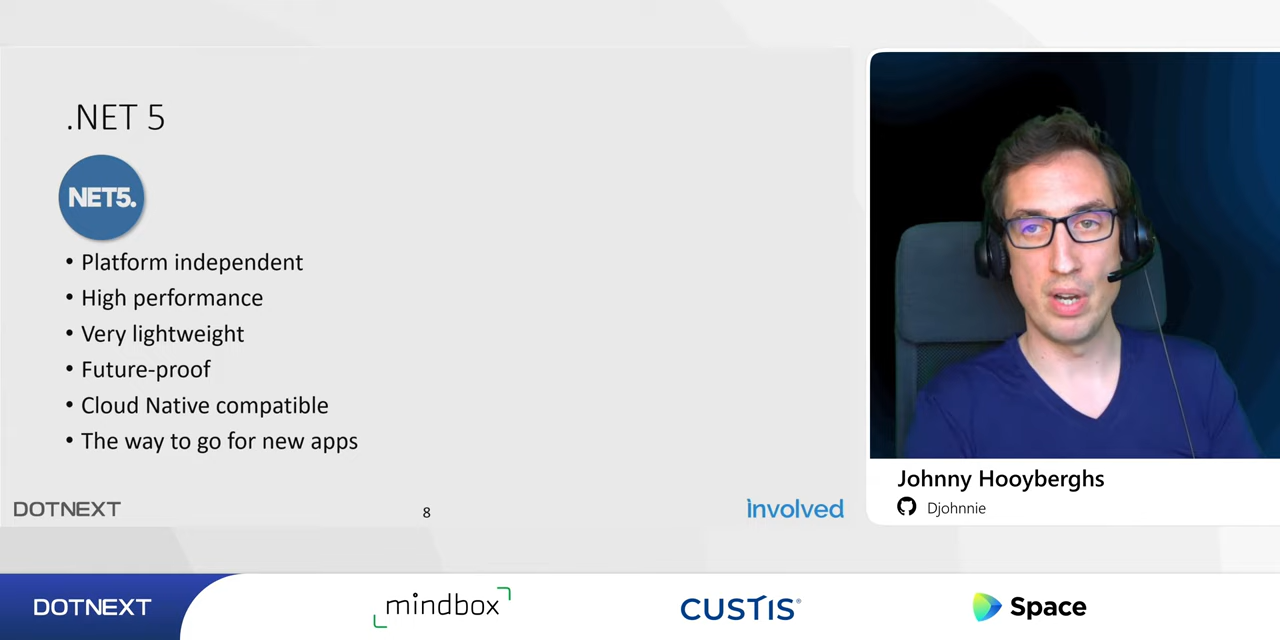 .NET 5
NET5.
• Platform independent
• High performance
• Very lightweight
• Future-proof
• Cloud Native compatible
• The way to go for new apps
DOTNEXT
8
involved
Johnny Hooyberghs
Djohnnie
DOTNEXT
mindbox
CUSTIS®
Space